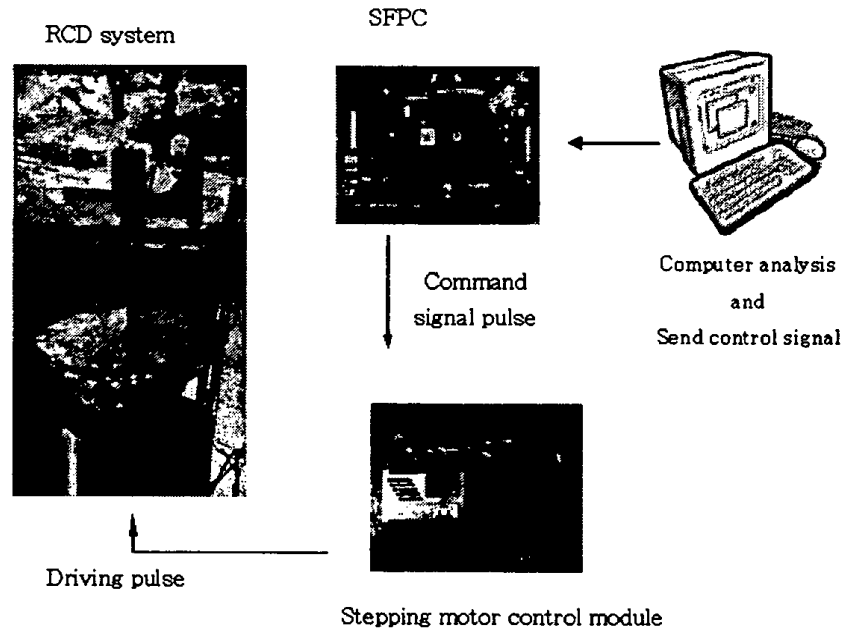 RCD system
SFPC
Computer analysis
and
Send control signal
Command
signal pulse
Driving pulse
Stepping motor control module